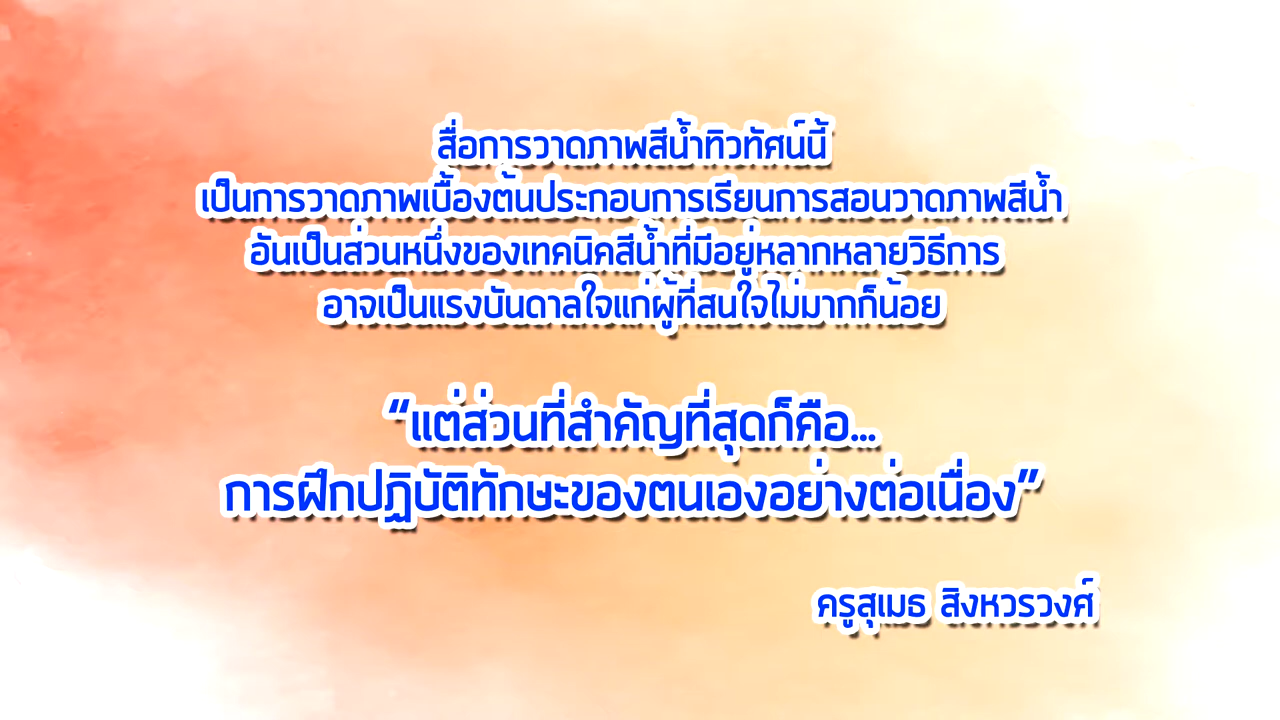 สื่อการวาดภาพสีน้ำทิวทัศน์นี้
เป็นการวาดภาพเบื้องต้นประกอบการเรียนการสอนวาดภาพสีน้ำ
อันเป็นส่วนหนึ่งของเทคนิคสีน้ำที่มีอยู่หลากหลายวิธีการ
อาจเป็นแรงบันดาลใจแก่ผู้ที่สนใจไม่มากก็น้อย
“แต่ส่วนที่สำคัญที่สุดก็คือ...
การฝึกปฏิบัติทักษะของตนเองอย่างต่อเนื่อง”
ครูสุเมธ สิงหวรวงศ์